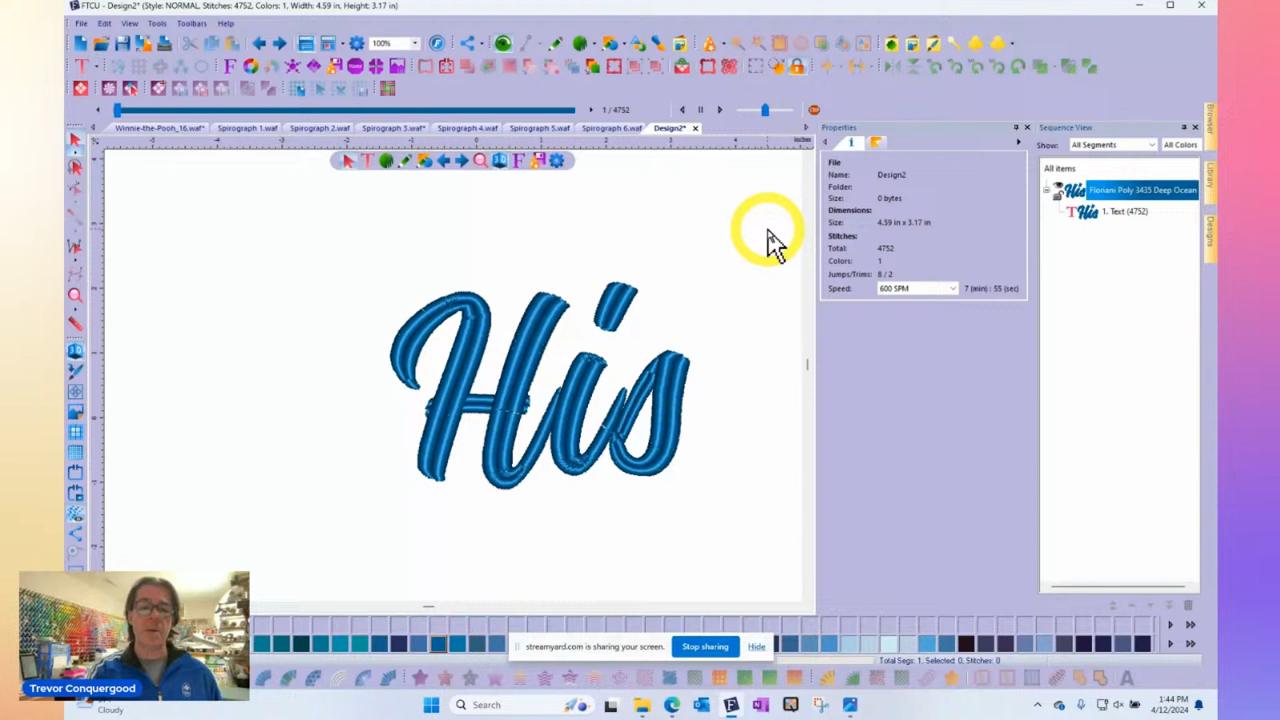 FTCU - Design2* (Style: NORMAL, Stitches: 4752, Colors: 1, Width: 4.59 in, Height: 3.17 in)
File Edit View Tools Toolbars Help
100%
1 / 4752
Winnie-the-Pooh_16.waf* Spirograph 1.waf Spirograph 2.waf Spirograph 3.waf* Spirograph 4.waf Spirograph 5.waf Spirograph 6.waf Design2*
inches
His
Properties
File
Name: Design2
Folder:
Size: 0 bytes
Dimensions:
Size: 4.59 in x 3.17 in
Stitches:
Total: 4752
Colors: 1
Jumps/Trims: 8 / 2
Speed: 600 SPM 7 (min) : 55 (sec)
Sequence View
Show: All Segments All Colors
All items
His Floriani Poly 3435 Deep Ocean
His 1. Text (4752)
Browser
Library
Designs
streamyard.com is sharing your screen. Stop sharing Hide
Total Segs: 1, Selected: 0, Stitches: 0
Trevor Conquergood
Cloudy
Search
1:44 PM
4/12/2024